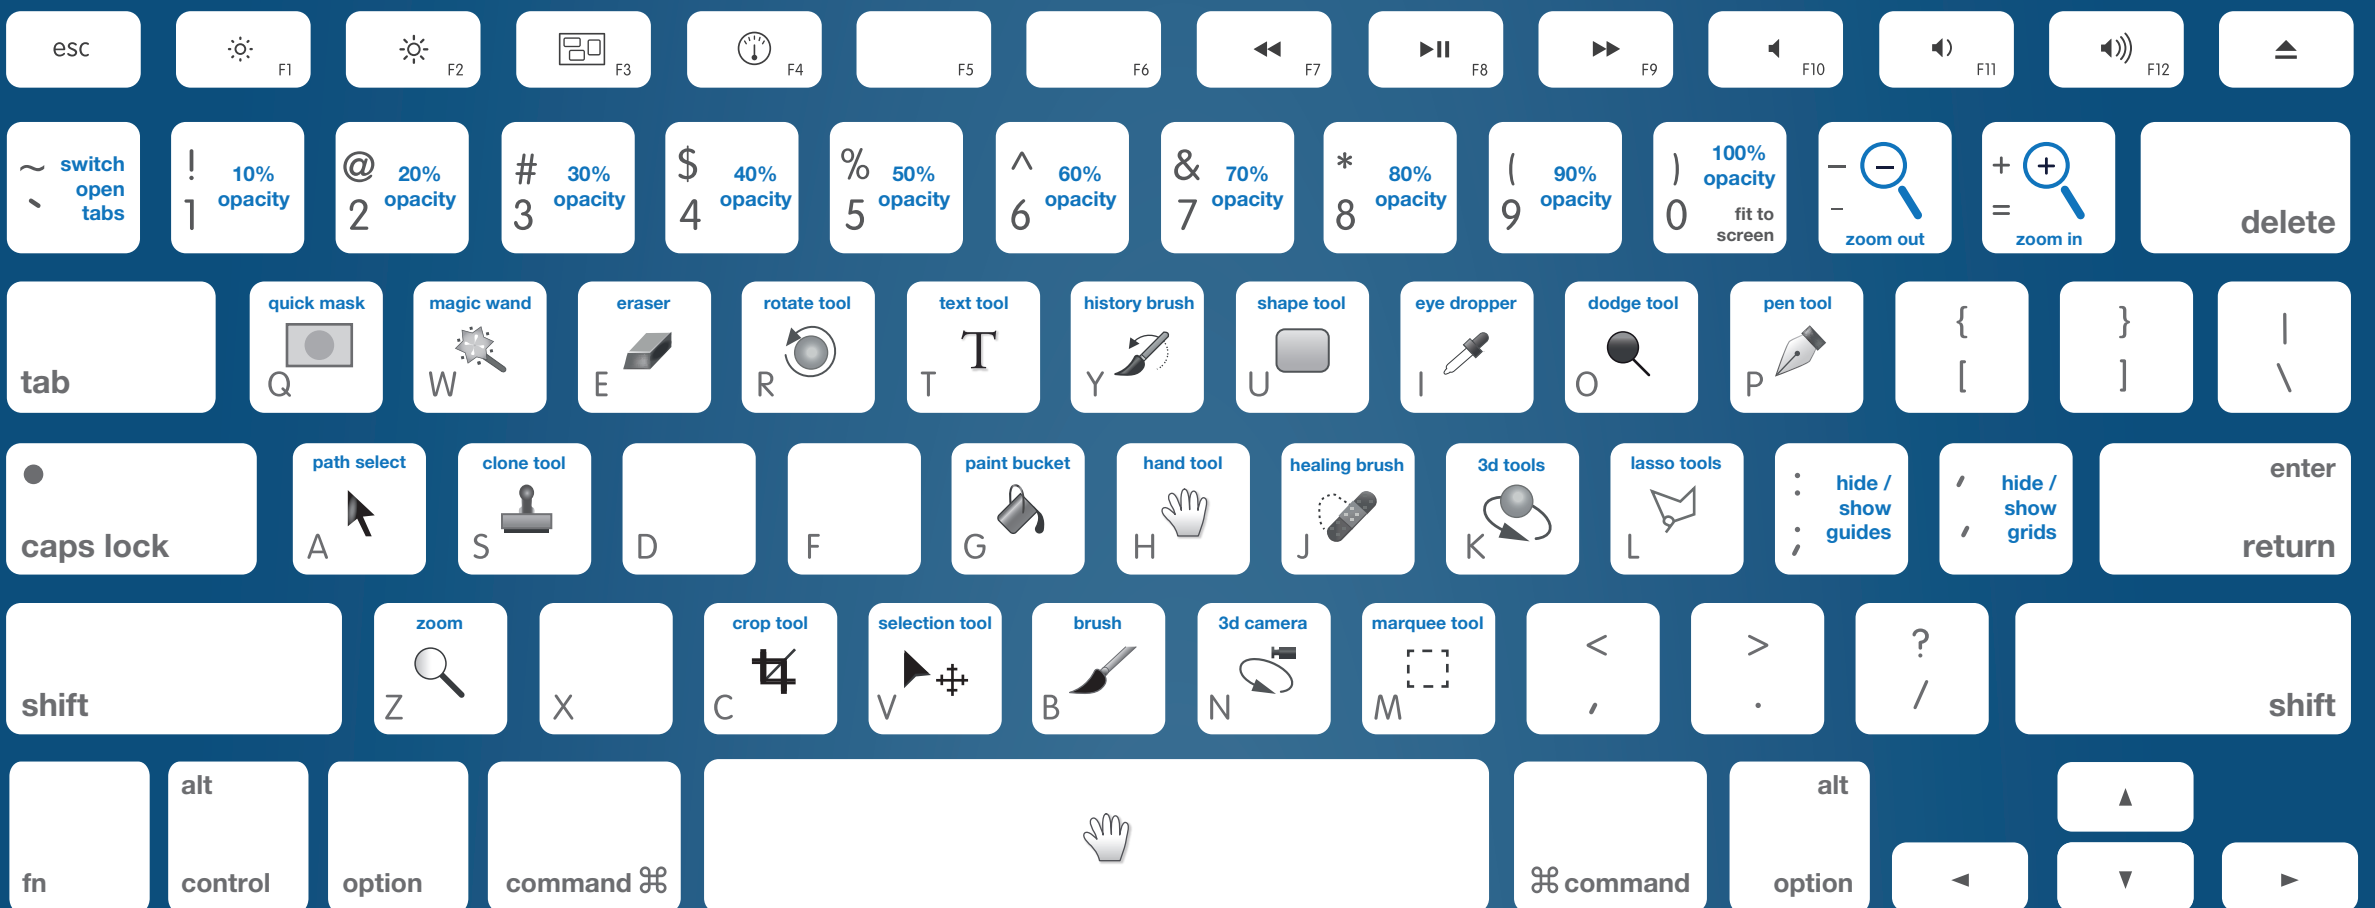 esc
F1
F2
F3
F4
F5
F6
F7
F8
F9
F10
F11
F12
~ switch
open
` tabs
! 10%
1 opacity
@ 20%
2 opacity
# 30%
3 opacity
$ 40%
4 opacity
% 50%
5 opacity
^ 60%
6 opacity
& 70%
7 opacity
* 80%
8 opacity
( 90%
9 opacity
) 100%
opacity
0 fit to
screen
– –
-
zoom out
+ +
=
zoom in
delete
tab
quick mask
Q
magic wand
W
eraser
E
rotate tool
R
text tool
T
T
history brush
Y
shape tool
U
eye dropper
I
dodge tool
O
pen tool
P
{
[
}
]
|
\
caps lock
path select
A
clone tool
S
D
F
paint bucket
G
hand tool
H
healing brush
J
3d tools
K
lasso tools
L
: hide /
show
; guides
' hide /
show
' grids
enter
return
shift
zoom
Z
X
crop tool
C
selection tool
V
brush
B
3d camera
N
marquee tool
M
<
,
>
.
?
/
shift
fn
alt
control
option
command ⌘
⌘ command
alt
option